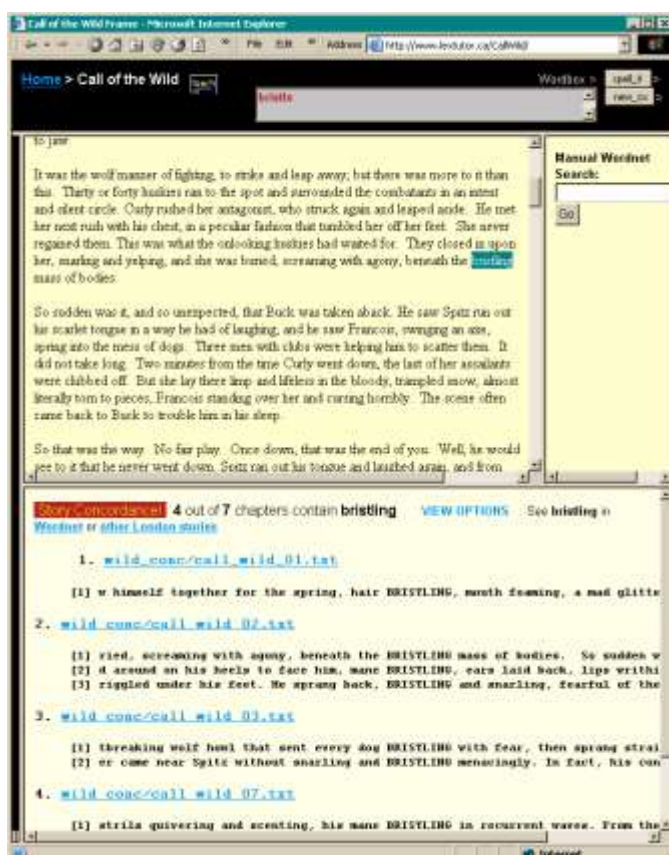 Call of the Wild Frame - Microsoft Internet Explorer
File Edit Address http://www.lextutor.ca/CallWild/
Home > Call of the Wild Wordbox > spell_it >
bristle
to jaw.
It was the wolf manner of fighting, to strike and leap away; but there was more to it than
this. Thirty or forty huskies ran to the spot and surrounded the combatants in an intent
and silent circle. Curly rushed her antagonist, who struck again and leaped aside. He met
her next rush with his chest, in a peculiar fashion that tumbled her off her feet. She never
regained them. This was what the onlooking huskies had waited for. They closed in upon
her, snarling and yelping, and she was buried, screaming with agony, beneath the bristling
mass of bodies.
So sudden was it, and so unexpected, that Buck was taken aback. He saw Spitz run out
his scarlet tongue in a way he had of laughing; and he saw Francois, swinging an axe,
spring into the mess of dogs. Three men with clubs were helping him to scatter them. It
did not take long. Two minutes from the time Curly went down, the last of her assailants
were clubbed off. But she lay there limp and lifeless in the bloody, trampled snow, almost
literally torn to pieces, Francois standing over her and cursing horribly. The scene often
came back to Buck to trouble him in his sleep.
So that was the way. No fair play. Once down, that was the end of you. Well, he would
see to it that he never went down. Spitz ran out his tongue and laughed again, and from
Manual Wordnet
Search:
Go
Story Concordance! 4 out of 7 chapters contain bristling VIEW OPTIONS See bristling in
Wordnet or other London stories
1. wild_conc/call_wild_01.txt
[1] w himself together for the spring, hair BRISTLING, mouth foaming, a mad glitte
2. wild_conc/call_wild_02.txt
[1] ried, screaming with agony, beneath the BRISTLING mass of bodies. So sudden w
[2] d around on his heels to face him, mane BRISTLING, ears laid back, lips writhi
[3] riggled under his feet. He sprang back, BRISTLING and snarling, fearful of the
3. wild_conc/call_wild_03.txt
[1] tbreaking wolf howl that sent every dog BRISTLING with fear, then sprang strai
[2] er came near Spitz without snarling and BRISTLING menacingly. In fact, his con
4. wild_conc/call_wild_07.txt
[1] strils quivering and scenting, his mane BRISTLING in recurrent waves. From the
Internet